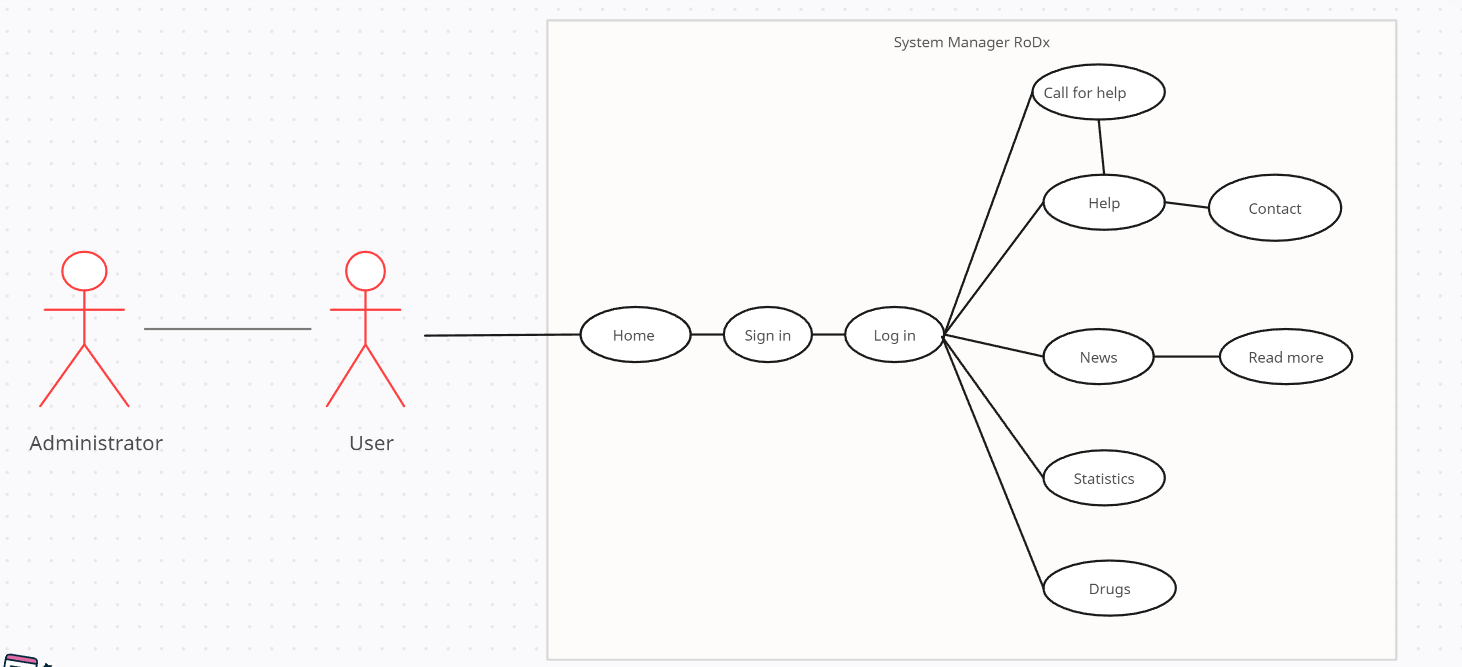 System Manager RoDx
Call for help
Help
Contact
Home
Sign in
Log in
News
Read more
Administrator
User
Statistics
Drugs